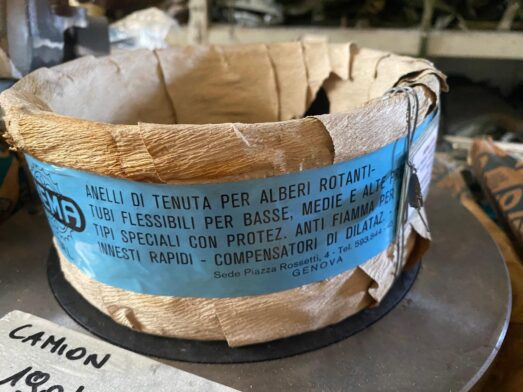 ANELLI DI TENUTA PER ALBERI ROTANTI-
TUBI FLESSIBILI PER BASSE, MEDIE E ALTE
TIPI SPECIALI CON PROTEZ. ANTI FIAMMA PER
INNESTI RAPIDI - COMPENSATORI DI DILATAZ. -
Sede Piazza Rossetti, 4 - Tel. 593.944
GENOVA
CAMION